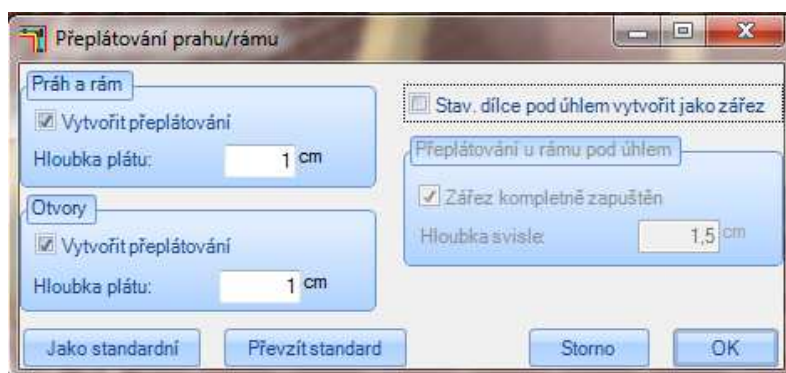 Přeplátování prahu/rámu
Práh a rám
Vytvořit přeplátování
Hloubka plátu: 1 cm
Otvory
Vytvořit přeplátování
Hloubka plátu: 1 cm
Stav. dílce pod úhlem vytvořit jako zářez
Přeplátování u rámu pod úhlem
Zářez kompletně zapuštěn
Hloubka svisle: 1,5 cm
Jako standardní Převzít standard Storno OK